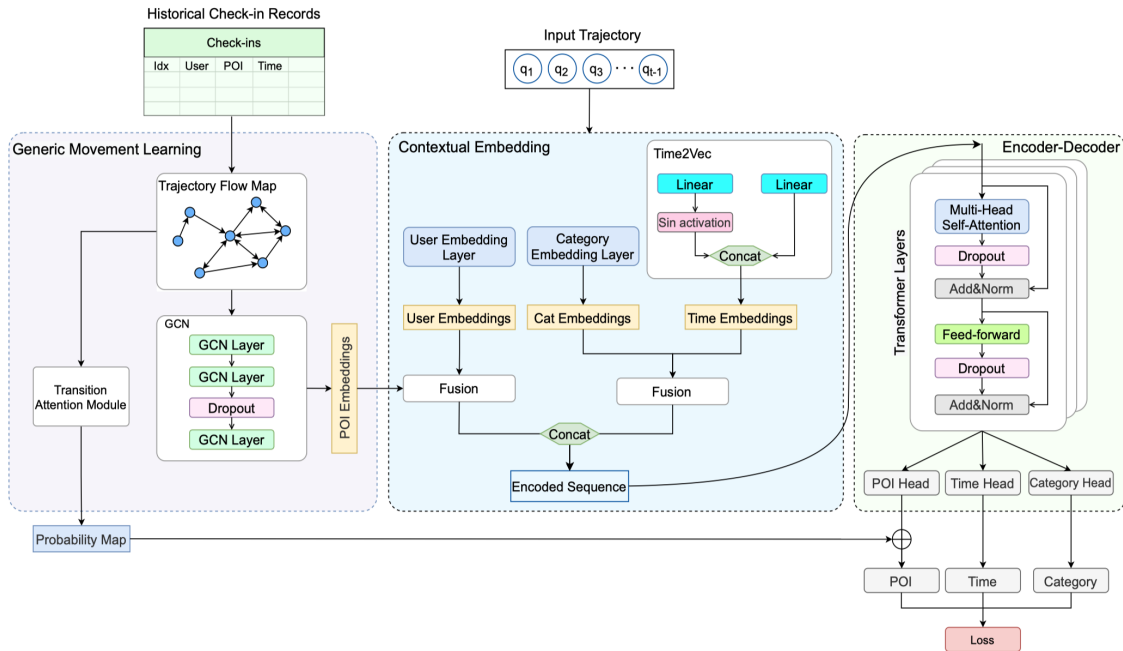 Historical Check-in Records
Check-ins
Idx User POI Time
Input Trajectory
q1 q2 q3 ··· qt-1
Generic Movement Learning
Trajectory Flow Map
GCN
GCN Layer
GCN Layer
Dropout
GCN Layer
Transition
Attention Module
POI Embeddings
Probability Map
Contextual Embedding
Time2Vec
Linear
Linear
Sin activation
Concat
User Embedding
Layer
Category
Embedding Layer
User Embeddings
Cat Embeddings
Time Embeddings
Fusion
Fusion
Concat
Encoded Sequence
Encoder-Decoder
Transformer Layers
Multi-Head
Self-Attention
Dropout
Add&Norm
Feed-forward
Dropout
Add&Norm
POI Head
Time Head
Category Head
POI
Time
Category
Loss